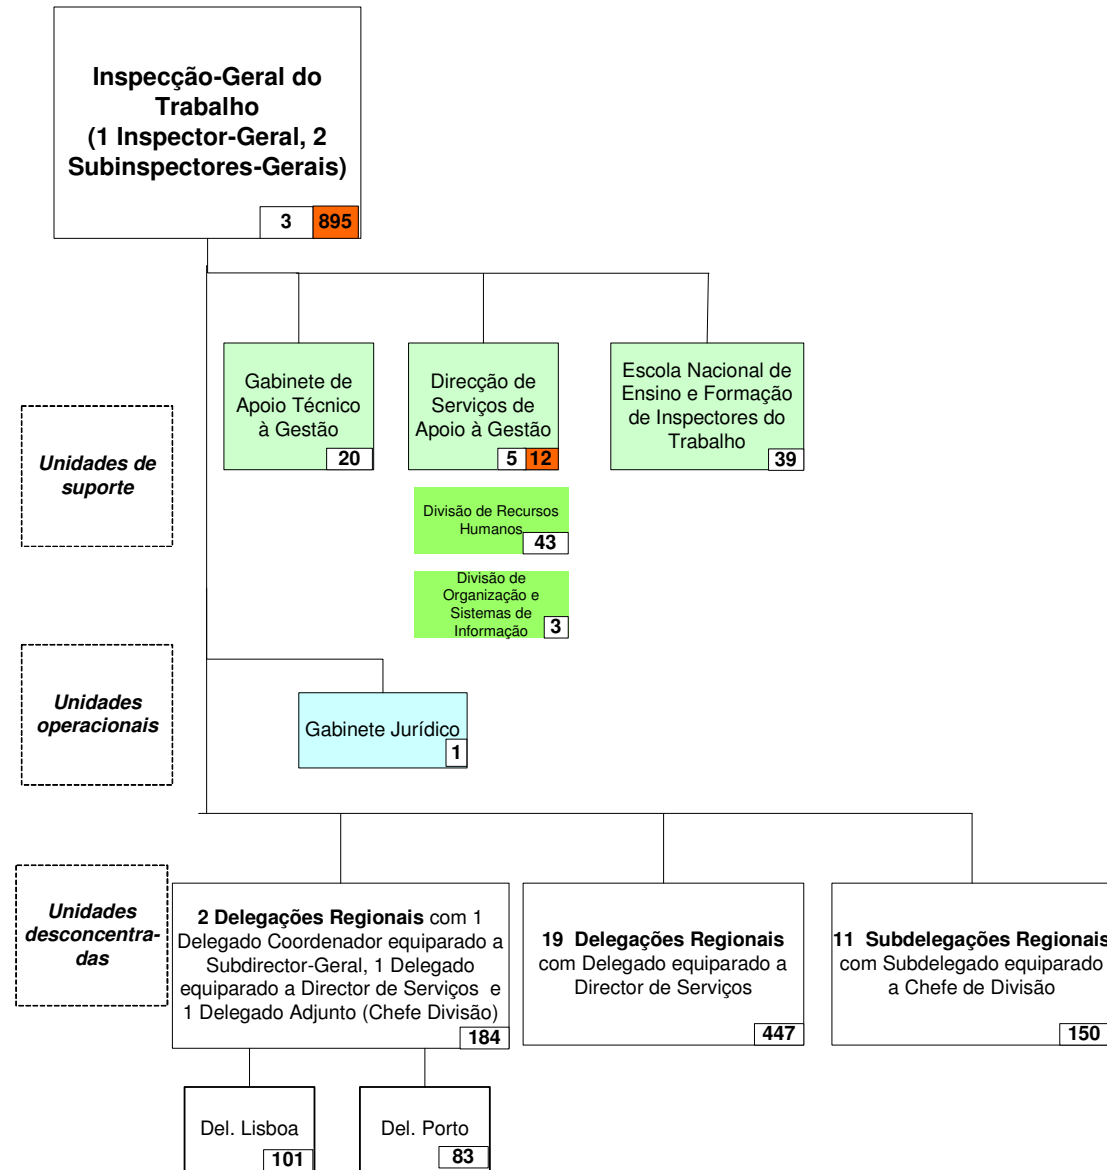 Inspecção-Geral do
Trabalho
(1 Inspector-Geral, 2
Subinspectores-Gerais)
3 895
Unidades de
suporte
Gabinete de
Apoio Técnico
à Gestão
20
Direcção de
Serviços de
Apoio à Gestão
5 12
Escola Nacional de
Ensino e Formação
de Inspectores do
Trabalho
39
Divisão de Recursos
Humanos
43
Divisão de
Organização e
Sistemas de
Informação
3
Unidades
operacionais
Gabinete Jurídico
1
Unidades
desconcentra-
das
2 Delegações Regionais com 1
Delegado Coordenador equiparado a
Subdirector-Geral, 1 Delegado
equiparado a Director de Serviços e
1 Delegado Adjunto (Chefe Divisão)
184
19 Delegações Regionais
com Delegado equiparado a
Director de Serviços
447
11 Subdelegações Regionais
com Subdelegado equiparado
a Chefe de Divisão
150
Del. Lisboa
101
Del. Porto
83